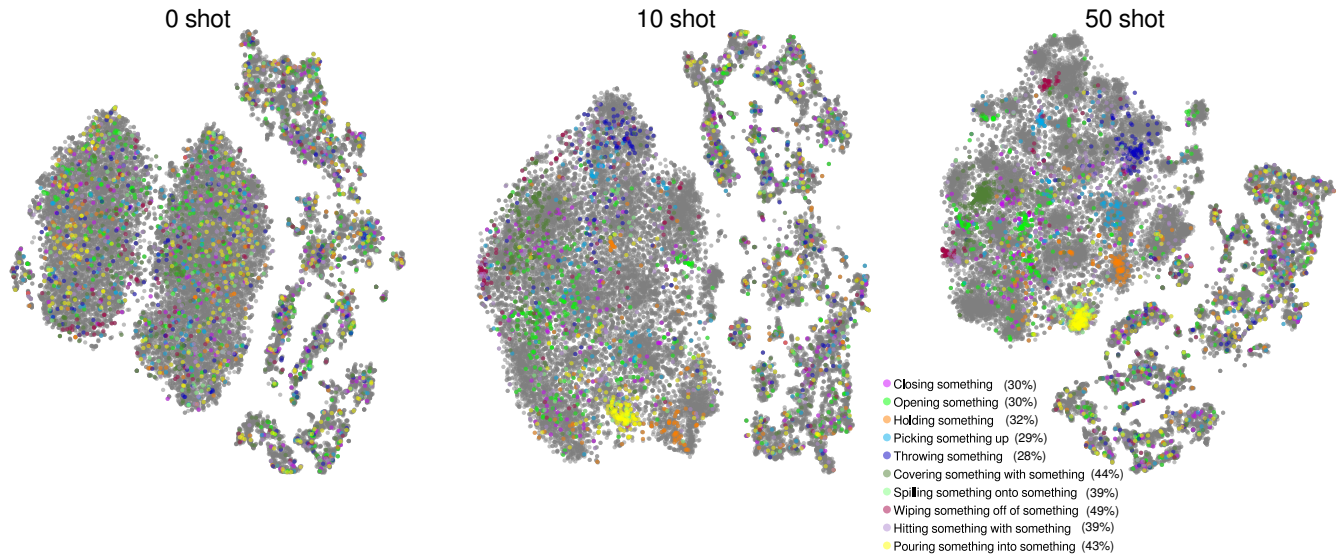 0 shot
10 shot
50 shot
Closing something (30%)
Opening something (30%)
Holding something (32%)
Picking something up (29%)
Throwing something (28%)
Covering something with something (44%)
Spilling something onto something (39%)
Wiping something off of something (49%)
Hitting something with something (39%)
Pouring something into something (43%)